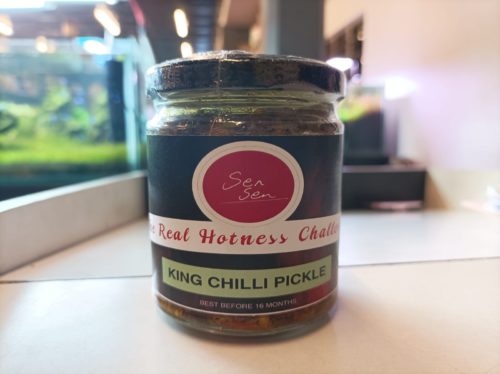 Sen
Sen
Real Hotness
KING CHILLI PICKLE
BEST BEFORE 16 MONTHS